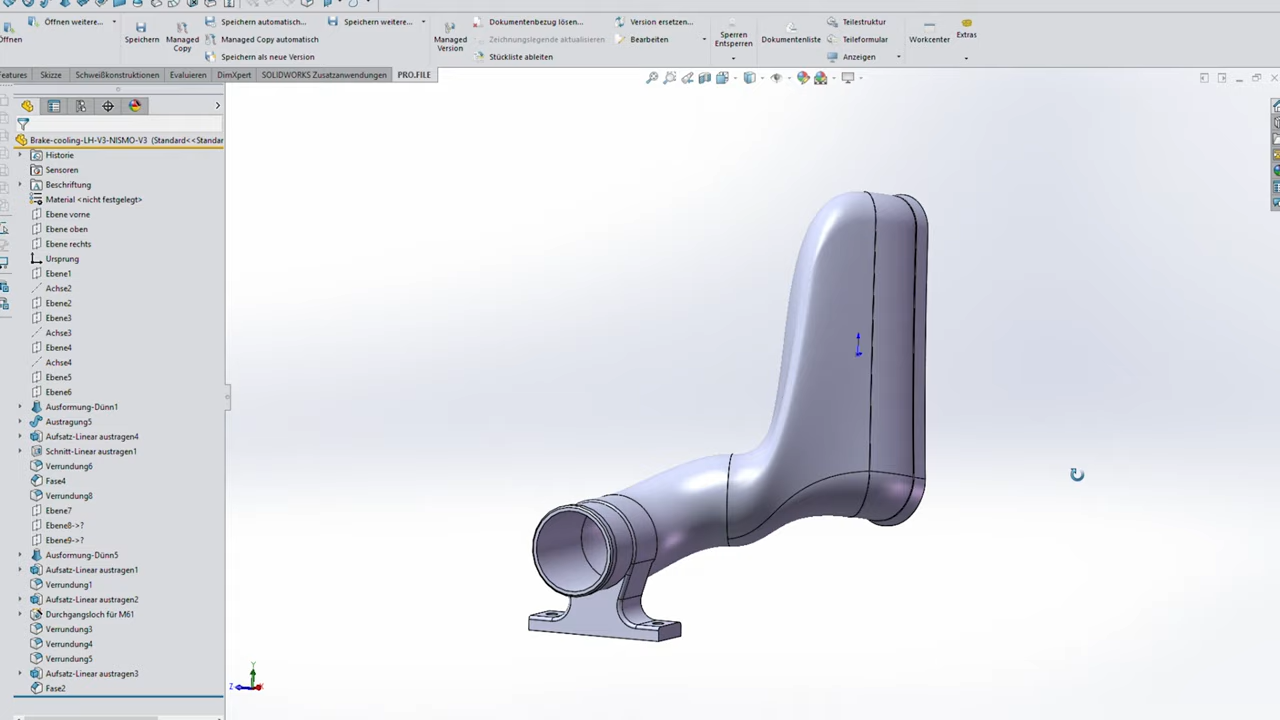 Öffnen
Öffnen weitere...
Speichern
Managed Copy
Speichern automatisch...
Managed Copy automatisch
Speichern als neue Version
Speichern weitere...
Managed Version
Dokumentenbezug lösen...
Zeichnungslegende aktualisieren
Stückliste ableiten
Version ersetzen...
Bearbeiten
Sperren
Entsperren
Dokumentenliste
Teilestruktur
Teileformular
Anzeigen
Workcenter
Extras
Features
Skizze
Schweißkonstruktionen
Evaluieren
DimXpert
SOLIDWORKS Zusatzanwendungen
PRO.FILE
Brake-cooling-LH-V3-NISMO-V3 (Standard<<Standar
Historie
Sensoren
Beschriftung
Material <nicht festgelegt>
Ebene vorne
Ebene oben
Ebene rechts
Ursprung
Ebene1
Achse2
Ebene2
Ebene3
Achse3
Ebene4
Achse4
Ebene5
Ebene6
Ausformung-Dünn1
Austragung5
Aufsatz-Linear austragen4
Schnitt-Linear austragen1
Verrundung6
Fase4
Verrundung8
Ebene7
Ebene8->?
Ebene9->?
Ausformung-Dünn5
Aufsatz-Linear austragen1
Verrundung1
Aufsatz-Linear austragen2
Durchgangsloch für M61
Verrundung3
Verrundung4
Verrundung5
Aufsatz-Linear austragen3
Fase2
Y
Z